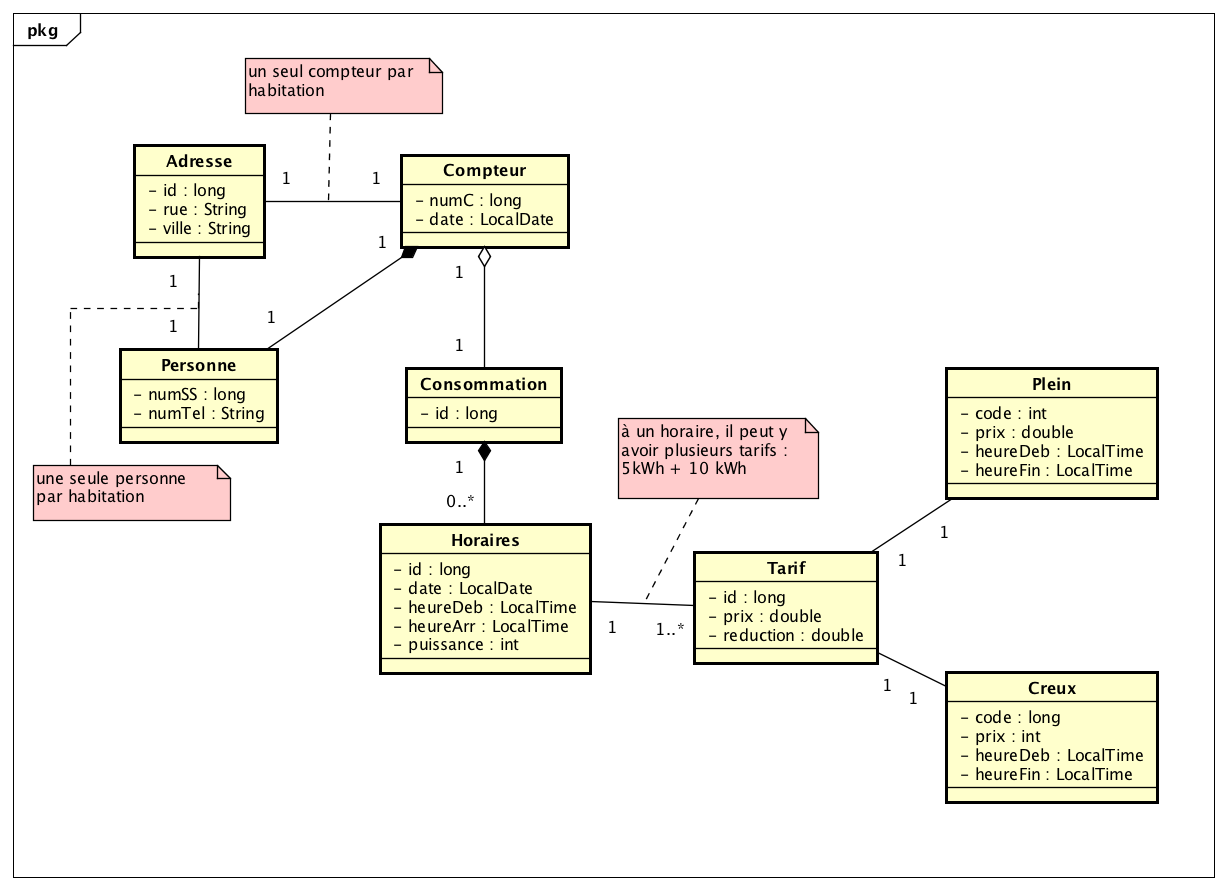 pkg
un seul compteur par
habitation
Adresse
– id : long
– rue : String
– ville : String
1
1
Compteur
– numC : long
– date : LocalDate
1
1
1
1
1
1
Personne
– numSS : long
– numTel : String
une seule personne
par habitation
Consommation
– id : long
1
0..*
à un horaire, il peut y
avoir plusieurs tarifs :
5kWh + 10 kWh
Horaires
– id : long
– date : LocalDate
– heureDeb : LocalTime
– heureArr : LocalTime
– puissance : int
1
1..*
Tarif
– id : long
– prix : double
– reduction : double
Plein
– code : int
– prix : double
– heureDeb : LocalTime
– heureFin : LocalTime
1
1
1
1
Creux
– code : long
– prix : int
– heureDeb : LocalTime
– heureFin : LocalTime